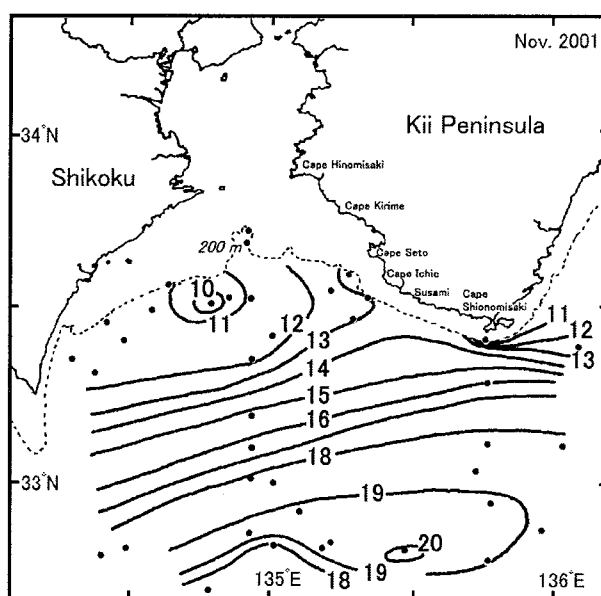 Nov. 2001
34°N
Kii Peninsula
Shikoku
Cape Hinomisaki
Cape Kirime
Cape Seto
Cape Ichie
Susami
Cape
Shionomisaki
200 m
10
11
12
13
14
15
16
18
11
12
13
33°N
19
20
19
18
135°E
136°E